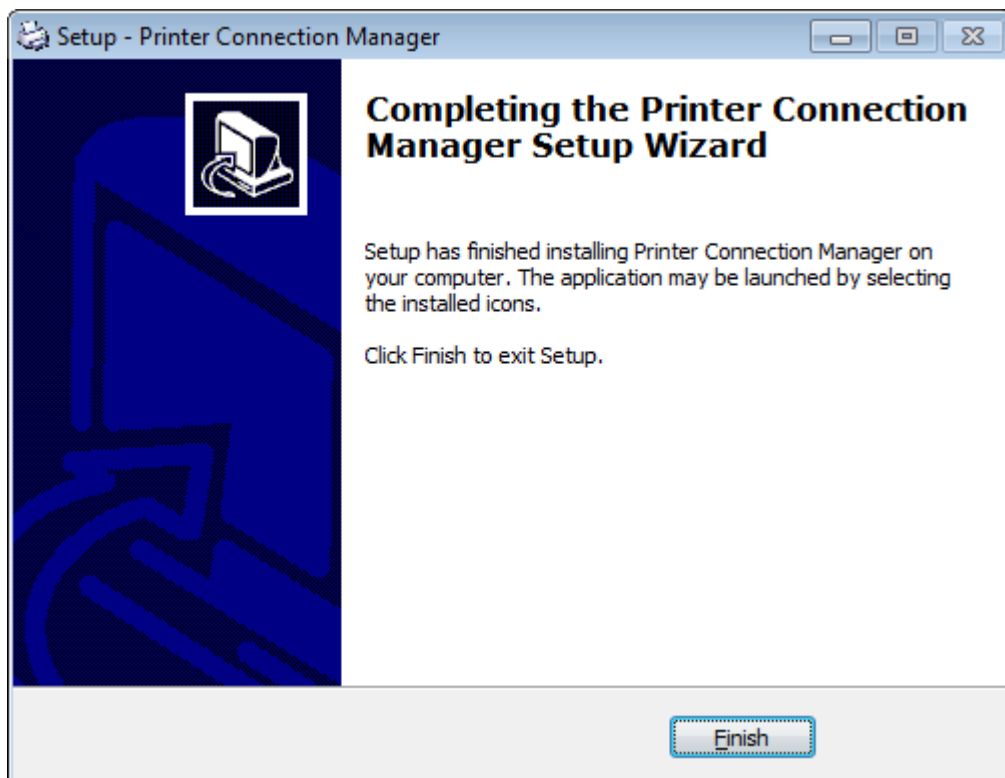 Setup - Printer Connection Manager
Completing the Printer Connection
Manager Setup Wizard
Setup has finished installing Printer Connection Manager on
your computer. The application may be launched by selecting
the installed icons.
Click Finish to exit Setup.
Finish